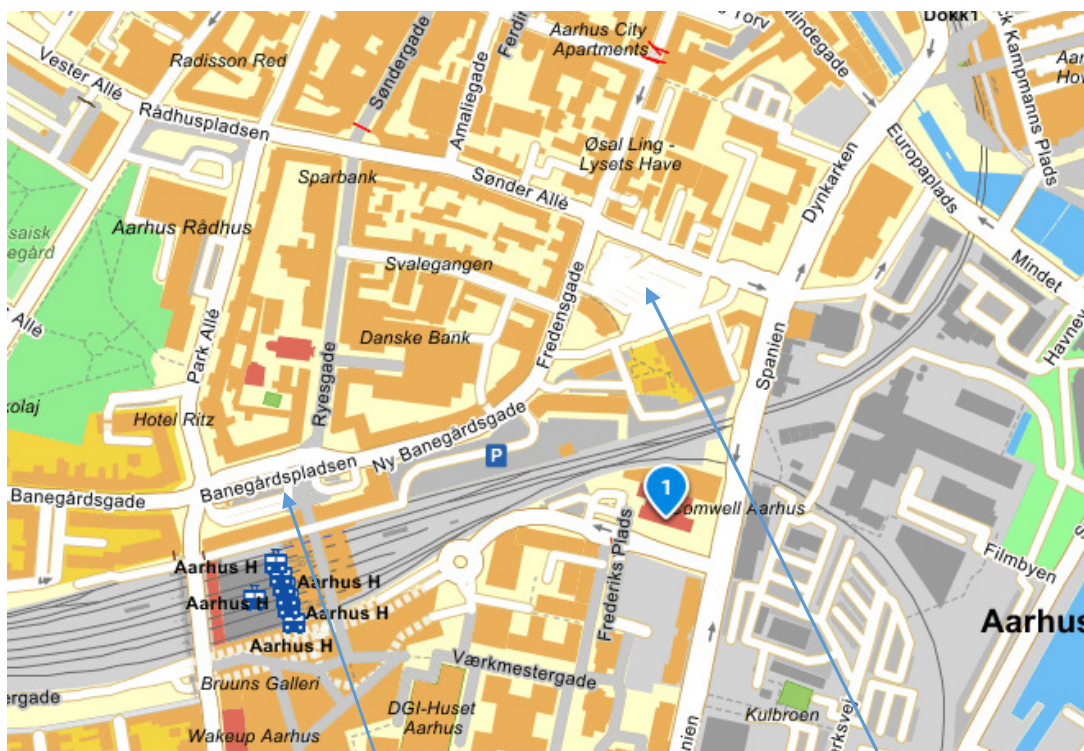 Dokk1
Torv
Mindegade
Aarhus City
Apartments
Radisson Red
Søndergade
Amaliegade
Vester Allé
Rådhuspladsen
Kampmanns Plads
Øsal Ling -
Lysets Have
Europaplads
Sparbank
Sønder Allé
Dynkarken
Aarhus Rådhus
Mindet
Svalegangen
Fredensgade
Danske Bank
Park Allé
Ryesgade
Spanien
Hotel Ritz
Ny Banegårdsgade
P
Banegårdspladsen
Banegårdsgade
1
Comwell Aarhus
Frederiks Plads
Filmbyen
Aarhus H
Aarhus H
Aarhus H
Aarhus H
Aarhus H
Aarhus
Værkmestergade
Bruuns Galleri
DGI-Huset
Aarhus
Kulbroen
Wakeup Aarhus